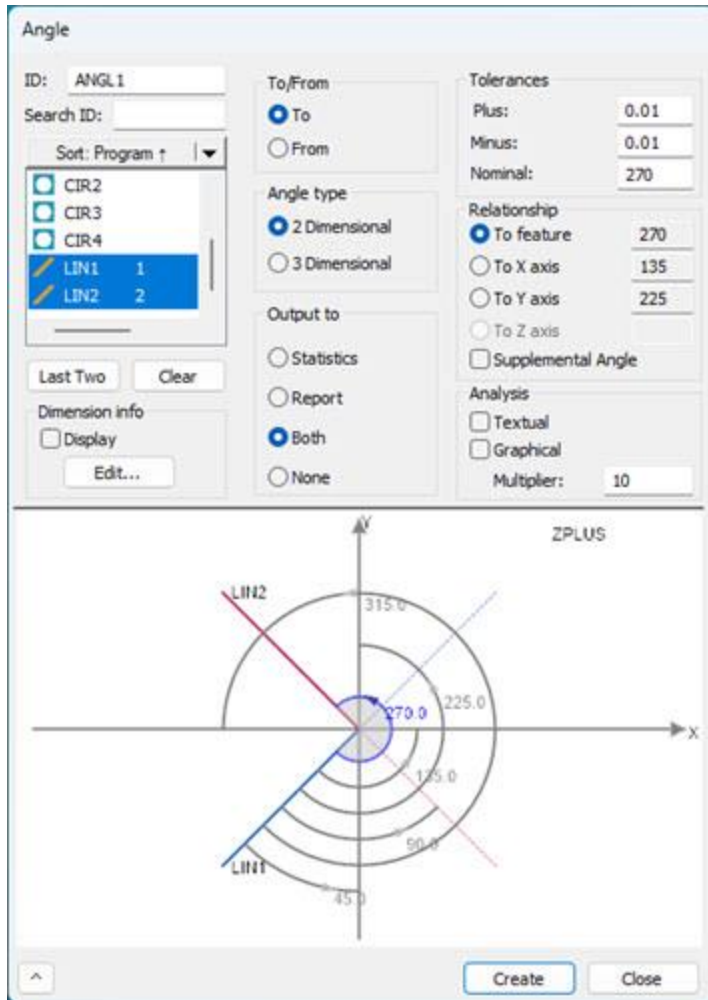 Angle
ID: ANGL1
Search ID:
Sort: Program ↑
CIR2
CIR3
CIR4
LIN1 1
LIN2 2
Last Two Clear
Dimension info
Display
Edit...
To/From
To
From
Angle type
2 Dimensional
3 Dimensional
Output to
Statistics
Report
Both
None
Tolerances
Plus: 0.01
Minus: 0.01
Nominal: 270
Relationship
To feature 270
To X axis 135
To Y axis 225
To Z axis
Supplemental Angle
Analysis
Textual
Graphical
Multiplier: 10
Y
ZPLUS
LIN2
315.0
225.0
270.0
X
135.0
90.0
LIN1
45.0
Create Close